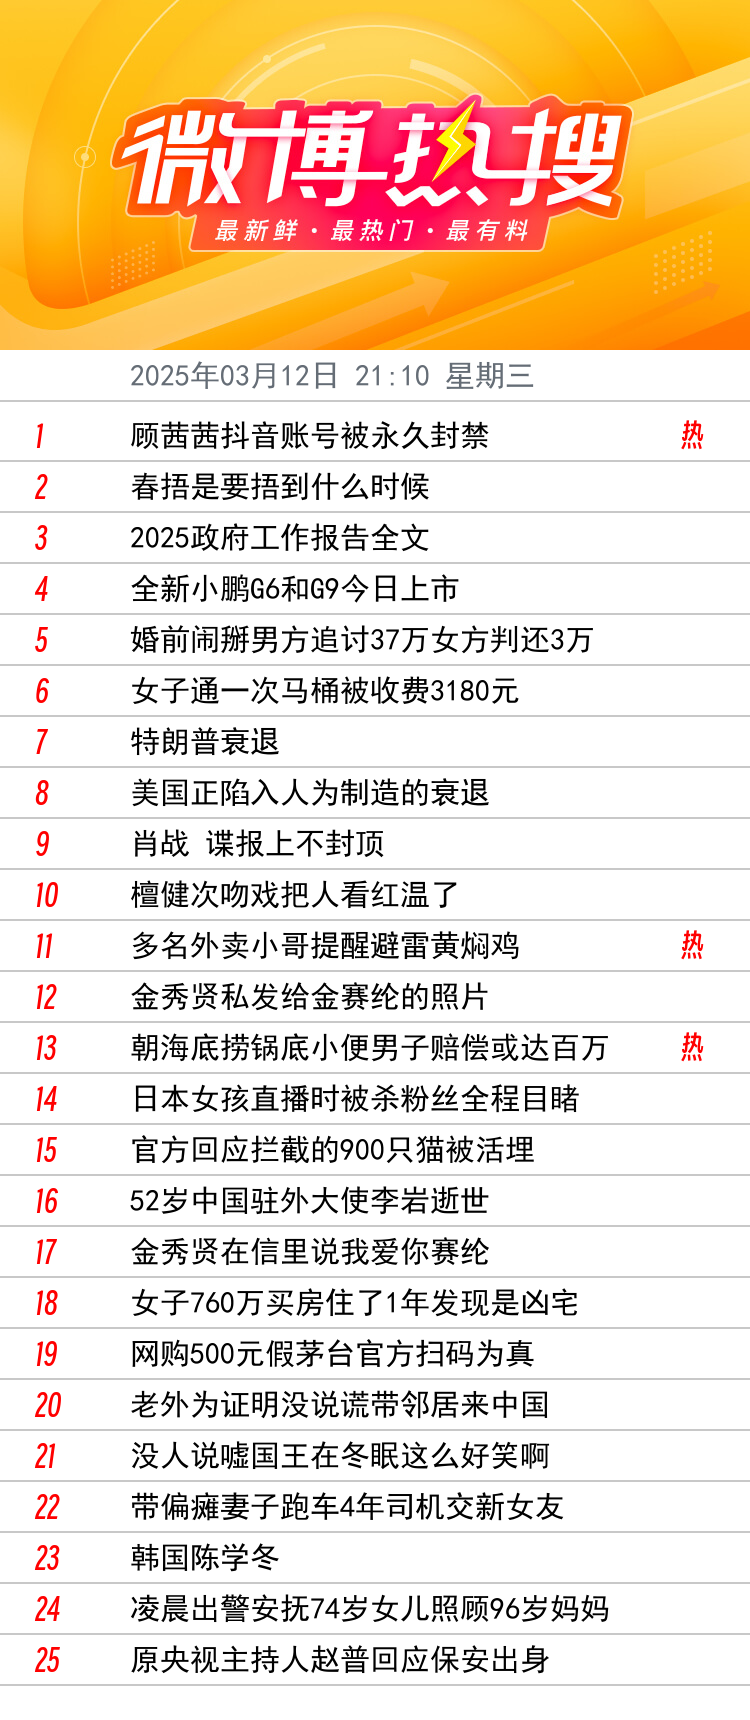 微博热搜
最新鲜·最热门·最有料
2025年03月12日 21:10 星期三
1 顾茜茜抖音账号被永久封禁 热
2 春捂是要捂到什么时候
3 2025政府工作报告全文
4 全新小鹏G6和G9今日上市
5 婚前闹掰男方追讨37万女方判还3万
6 女子通一次马桶被收费3180元
7 特朗普衰退
8 美国正陷入人为制造的衰退
9 肖战 谍报上不封顶
10 檀健次吻戏把人看红温了
11 多名外卖小哥提醒避雷黄焖鸡 热
12 金秀贤私发给金赛纶的照片
13 朝海底捞锅底小便男子赔偿或达百万 热
14 日本女孩直播时被杀粉丝全程目睹
15 官方回应拦截的900只猫被活埋
16 52岁中国驻外大使李岩逝世
17 金秀贤在信里说我爱你赛纶
18 女子760万买房住了1年发现是凶宅
19 网购500元假茅台官方扫码为真
20 老外为证明没说谎带邻居来中国
21 没人说嘘国王在冬眠这么好笑啊
22 带偏瘫妻子跑车4年司机交新女友
23 韩国陈学冬
24 凌晨出警安抚74岁女儿照顾96岁妈妈
25 原央视主持人赵普回应保安出身